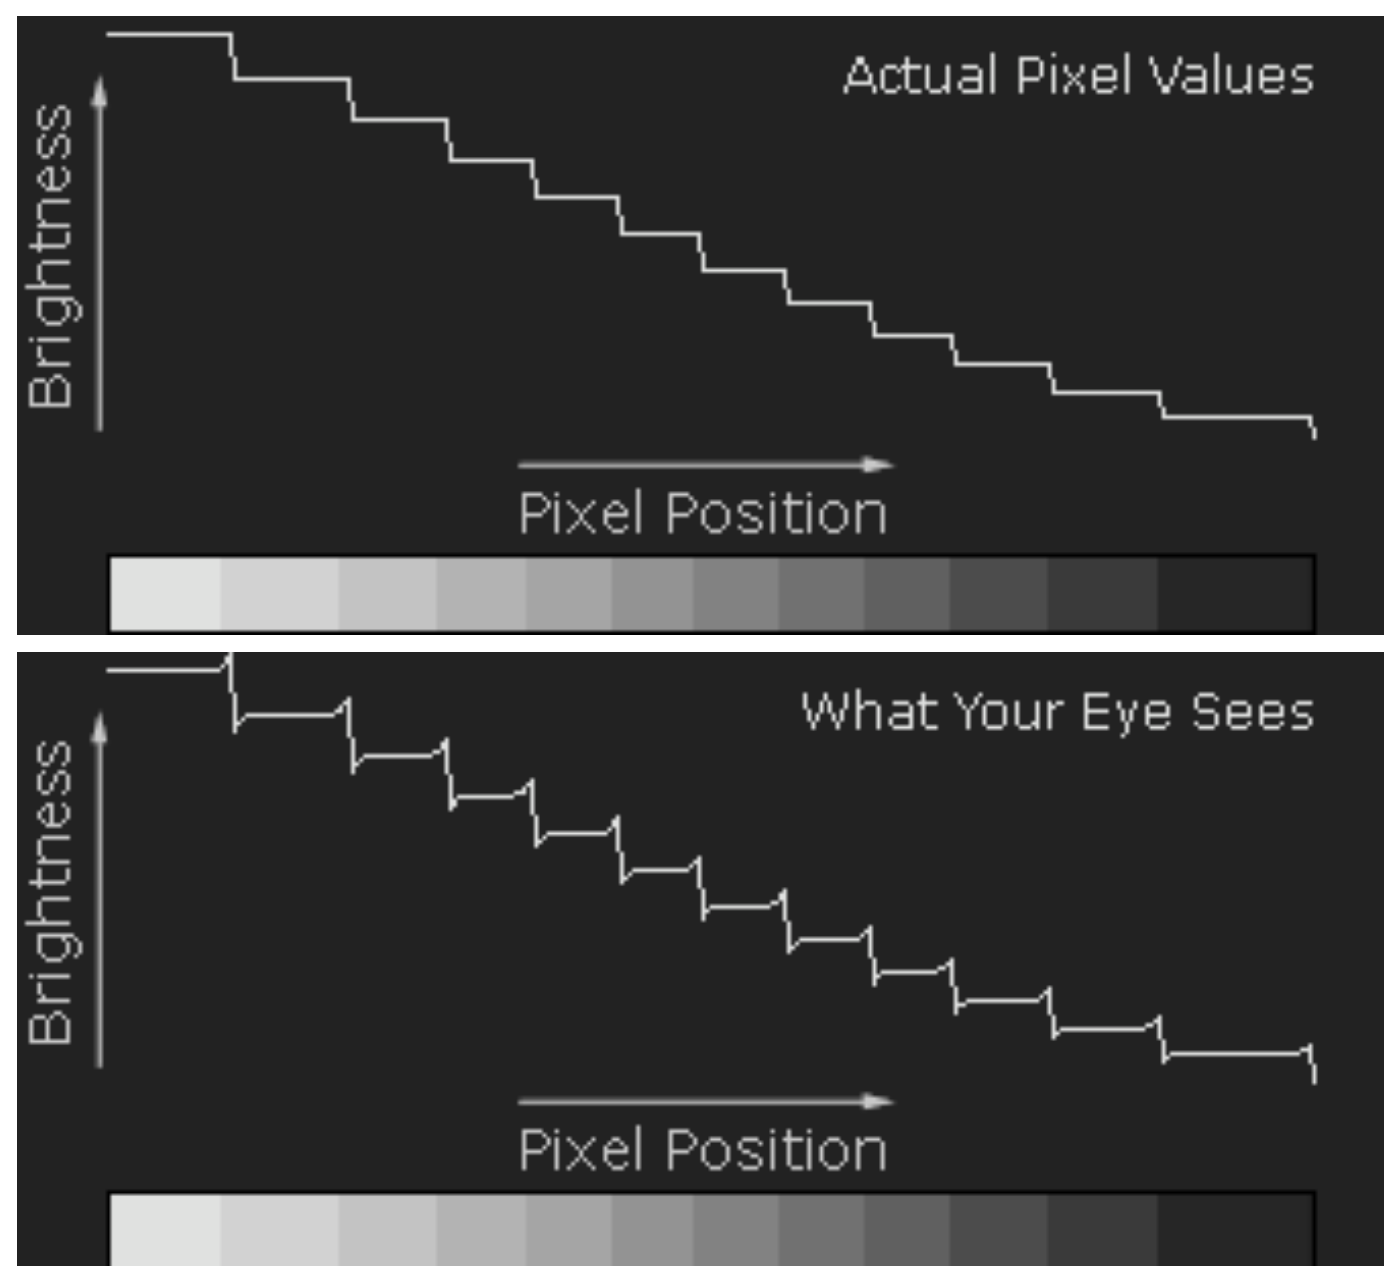 Actual Pixel Values
Brightness
Pixel Position
What Your Eye Sees
Brightness
Pixel Position